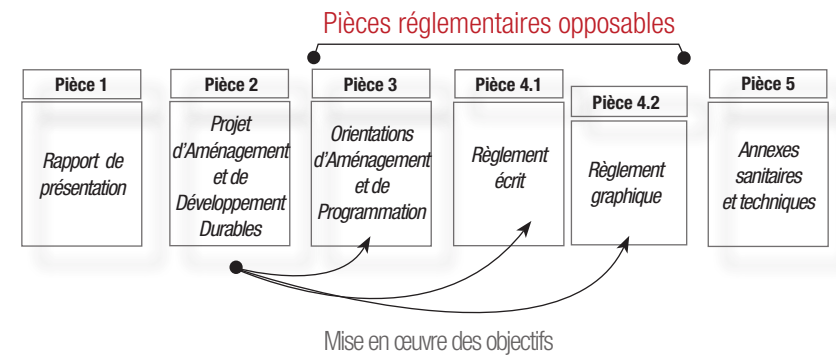 Pièces réglementaires opposables
Pièce 1
Rapport de
présentation
Pièce 2
Projet
d'Aménagement
et de
Développement
Durables
Pièce 3
Orientations
d'Aménagement
et de
Programmation
Pièce 4.1
Règlement
écrit
Pièce 4.2
Règlement
graphique
Pièce 5
Annexes
sanitaires
et techniques
Mise en œuvre des objectifs